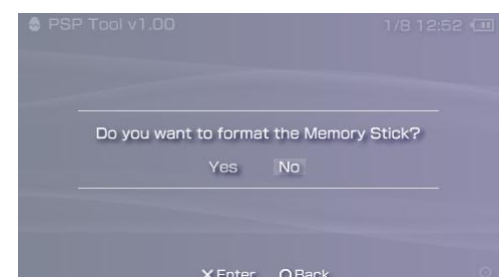 PSP Tool v1.00 1/8 12:52
Do you want to format the Memory Stick?
Yes No
X Enter O Back